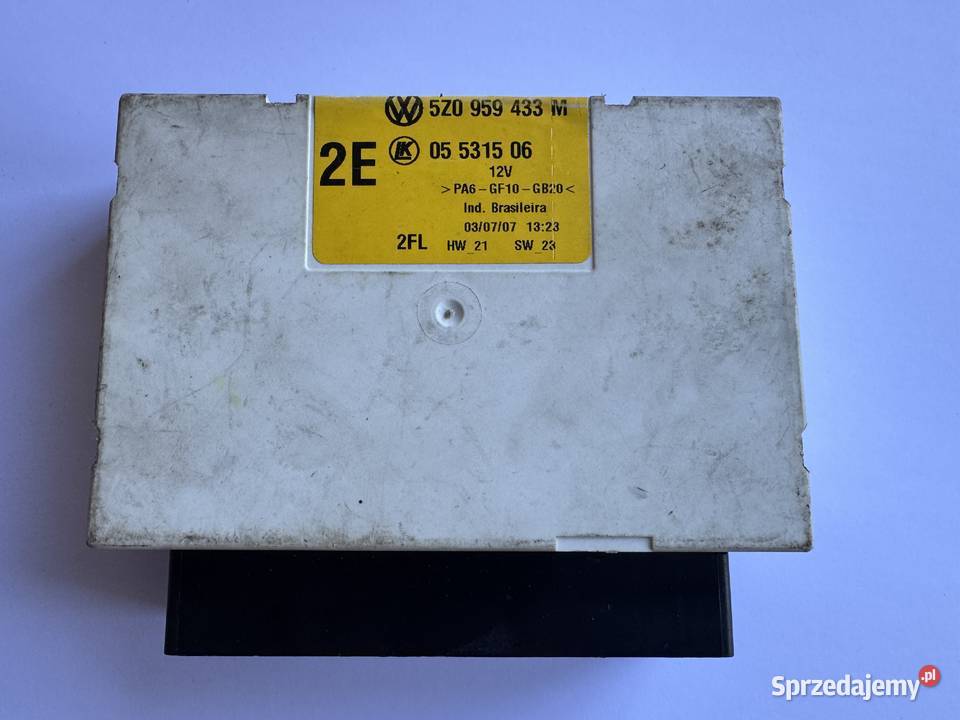 5Z0 959 433 M
2E LK 05 5315 06
12V
>PA6-GF10-GB20<
Ind. Brasileira
03/07/07 13:23
2FL HW_21 SW_23
Sprzedajemy.pl